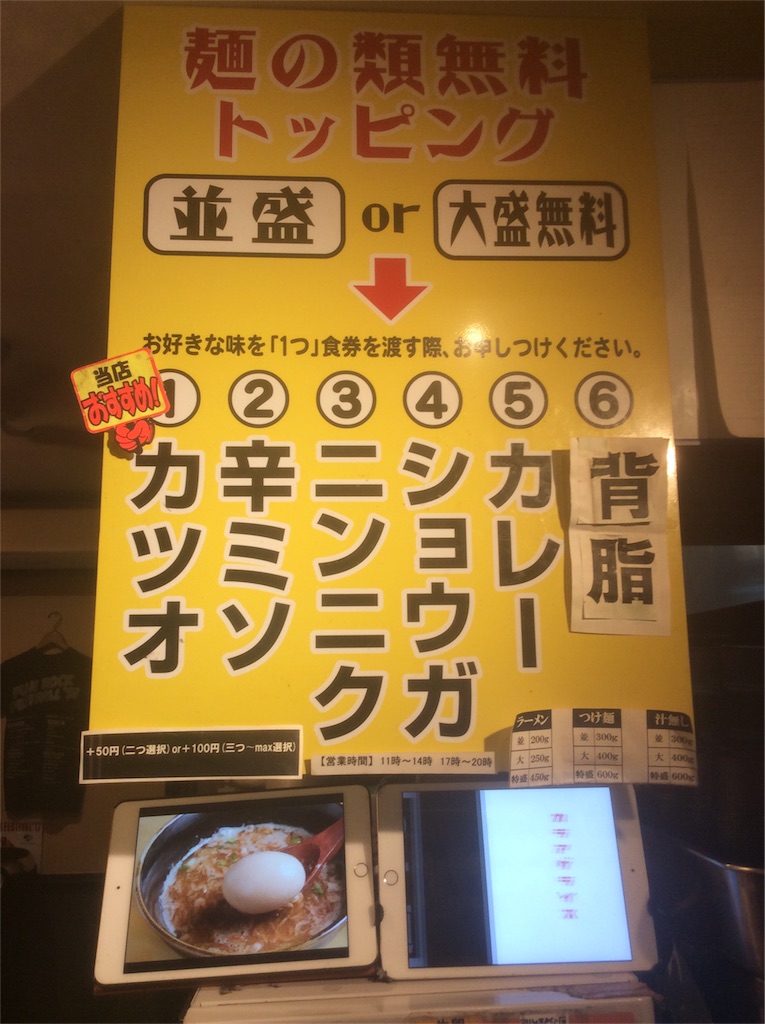 麺の類無料
トッピング
並盛 or 大盛無料
お好きな味を「1つ」食券を渡す際、お申しつけください。
当店
おすすめ!
① ② ③ ④ ⑤ ⑥
カツオ
辛ミソ
ニンニク
ショウガ
カレー
背脂
+50円(二つ選択)or+100円(三つ〜max選択)
【営業時間】 11時〜14時 17時〜20時
ラーメン つけ麺 汁無し
並 200g 並 300g 並 300g
大 250g 大 400g 大 400g
特盛 450g 特盛 600g 特盛 600g